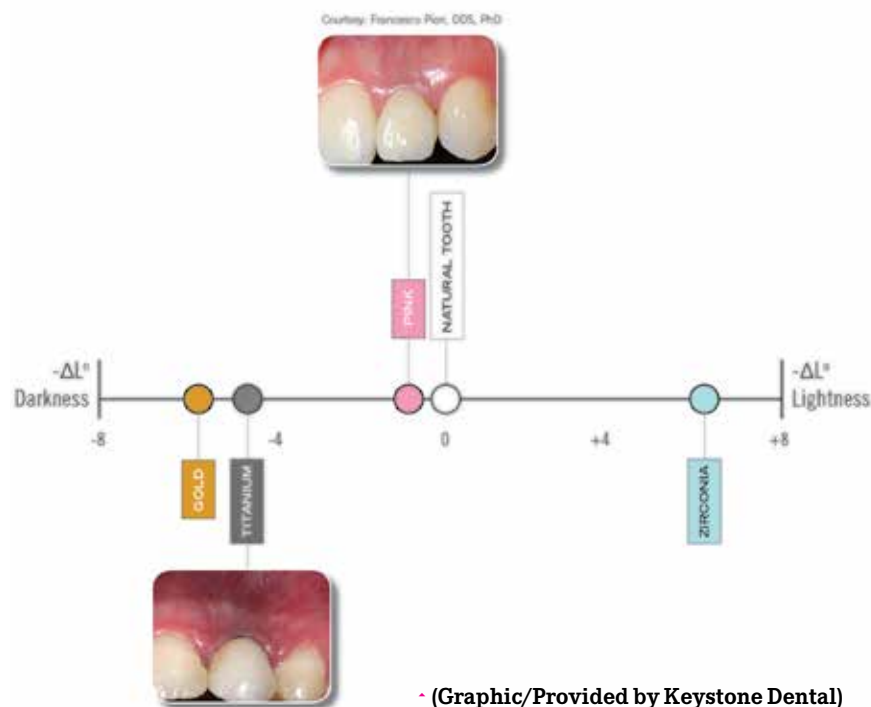 Courtesy: Francesco Pieri, DDS, PhD
NATURAL TOOTH
PINK
-ΔL*
Darkness
-ΔL*
Lightness
-8
-4
0
+4
+8
GOLD
TITANIUM
ZIRCONIA
(Graphic/Provided by Keystone Dental)